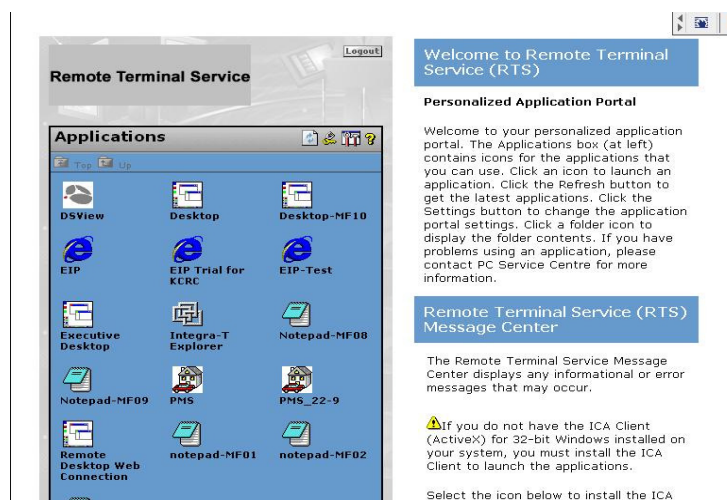 Logout
Remote Terminal Service
Applications
Top Up
DSView Desktop Desktop-MF10
EIP EIP Trial for KCRC EIP-Test
Executive Desktop Integra-T Explorer Notepad-MF08
Notepad-MF09 PMS PMS_22-9
Remote Desktop Web Connection notepad-MF01 notepad-MF02
Welcome to Remote Terminal
Service (RTS)
Personalized Application Portal
Welcome to your personalized application
portal. The Applications box (at left)
contains icons for the applications that
you can use. Click an icon to launch an
application. Click the Refresh button to
get the latest applications. Click the
Settings button to change the application
portal settings. Click a folder icon to
display the folder contents. If you have
problems using an application, please
contact PC Service Centre for more
information.
Remote Terminal Service (RTS)
Message Center
The Remote Terminal Service Message
Center displays any informational or error
messages that may occur.
If you do not have the ICA Client
(ActiveX) for 32-bit Windows installed on
your system, you must install the ICA
Client to launch the applications.
Select the icon below to install the ICA